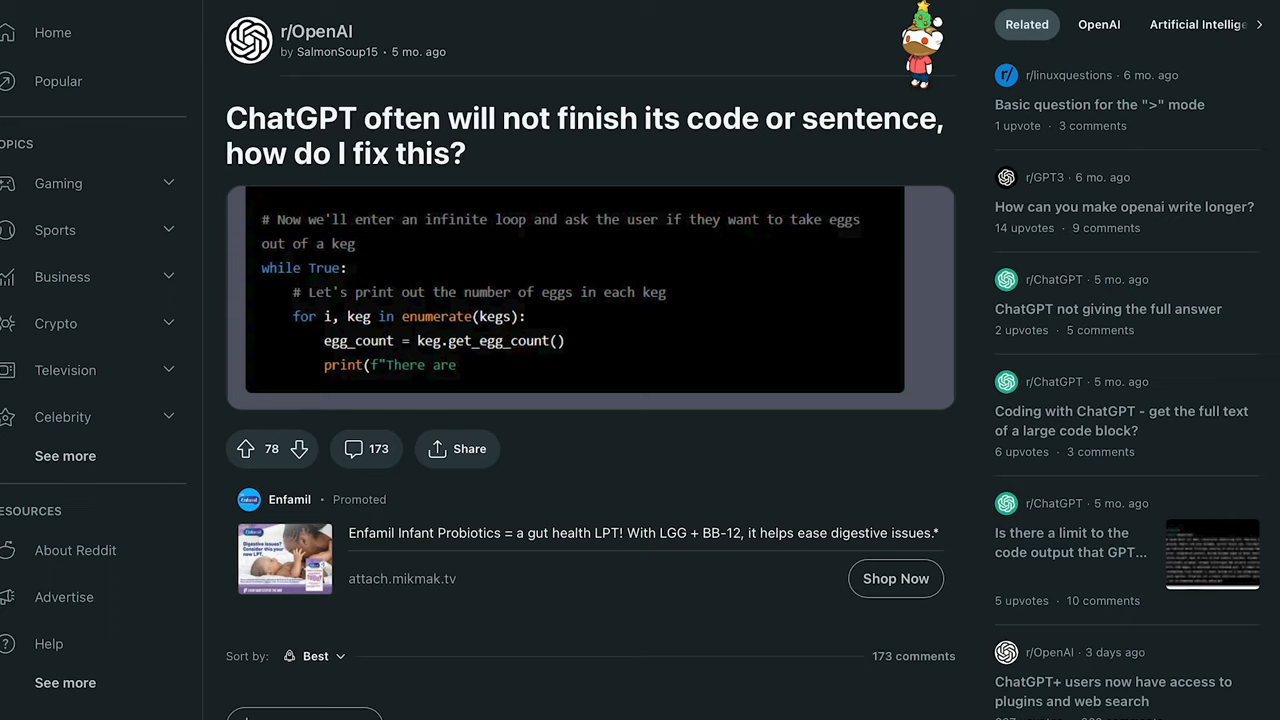 Home
Popular
OPICS
Gaming
Sports
Business
Crypto
Television
Celebrity
See more
ESOURCES
About Reddit
Advertise
Help
See more
r/OpenAI
by SalmonSoup15 · 5 mo. ago
ChatGPT often will not finish its code or sentence,
how do I fix this?
# Now we'll enter an infinite loop and ask the user if they want to take eggs
out of a keg
while True:
# Let's print out the number of eggs in each keg
for i, keg in enumerate(kegs):
egg_count = keg.get_egg_count()
print(f"There are
78
173
Share
Enfamil • Promoted
Enfamil Infant Probiotics = a gut health LPT! With LGG + BB-12, it helps ease digestive issues.*
attach.mikmak.tv
Shop Now
Digestive issues?
Consider this your
new LPT.
Sort by: Best
173 comments
Related
OpenAI
Artificial Intellige
r/linuxquestions · 6 mo. ago
Basic question for the ">" mode
1 upvote · 3 comments
r/GPT3 · 6 mo. ago
How can you make openai write longer?
14 upvotes · 9 comments
r/ChatGPT · 5 mo. ago
ChatGPT not giving the full answer
2 upvotes · 5 comments
r/ChatGPT · 5 mo. ago
Coding with ChatGPT - get the full text
of a large code block?
6 upvotes · 3 comments
r/ChatGPT · 5 mo. ago
Is there a limit to the
code output that GPT...
5 upvotes · 10 comments
r/OpenAI · 3 days ago
ChatGPT+ users now have access to
plugins and web search